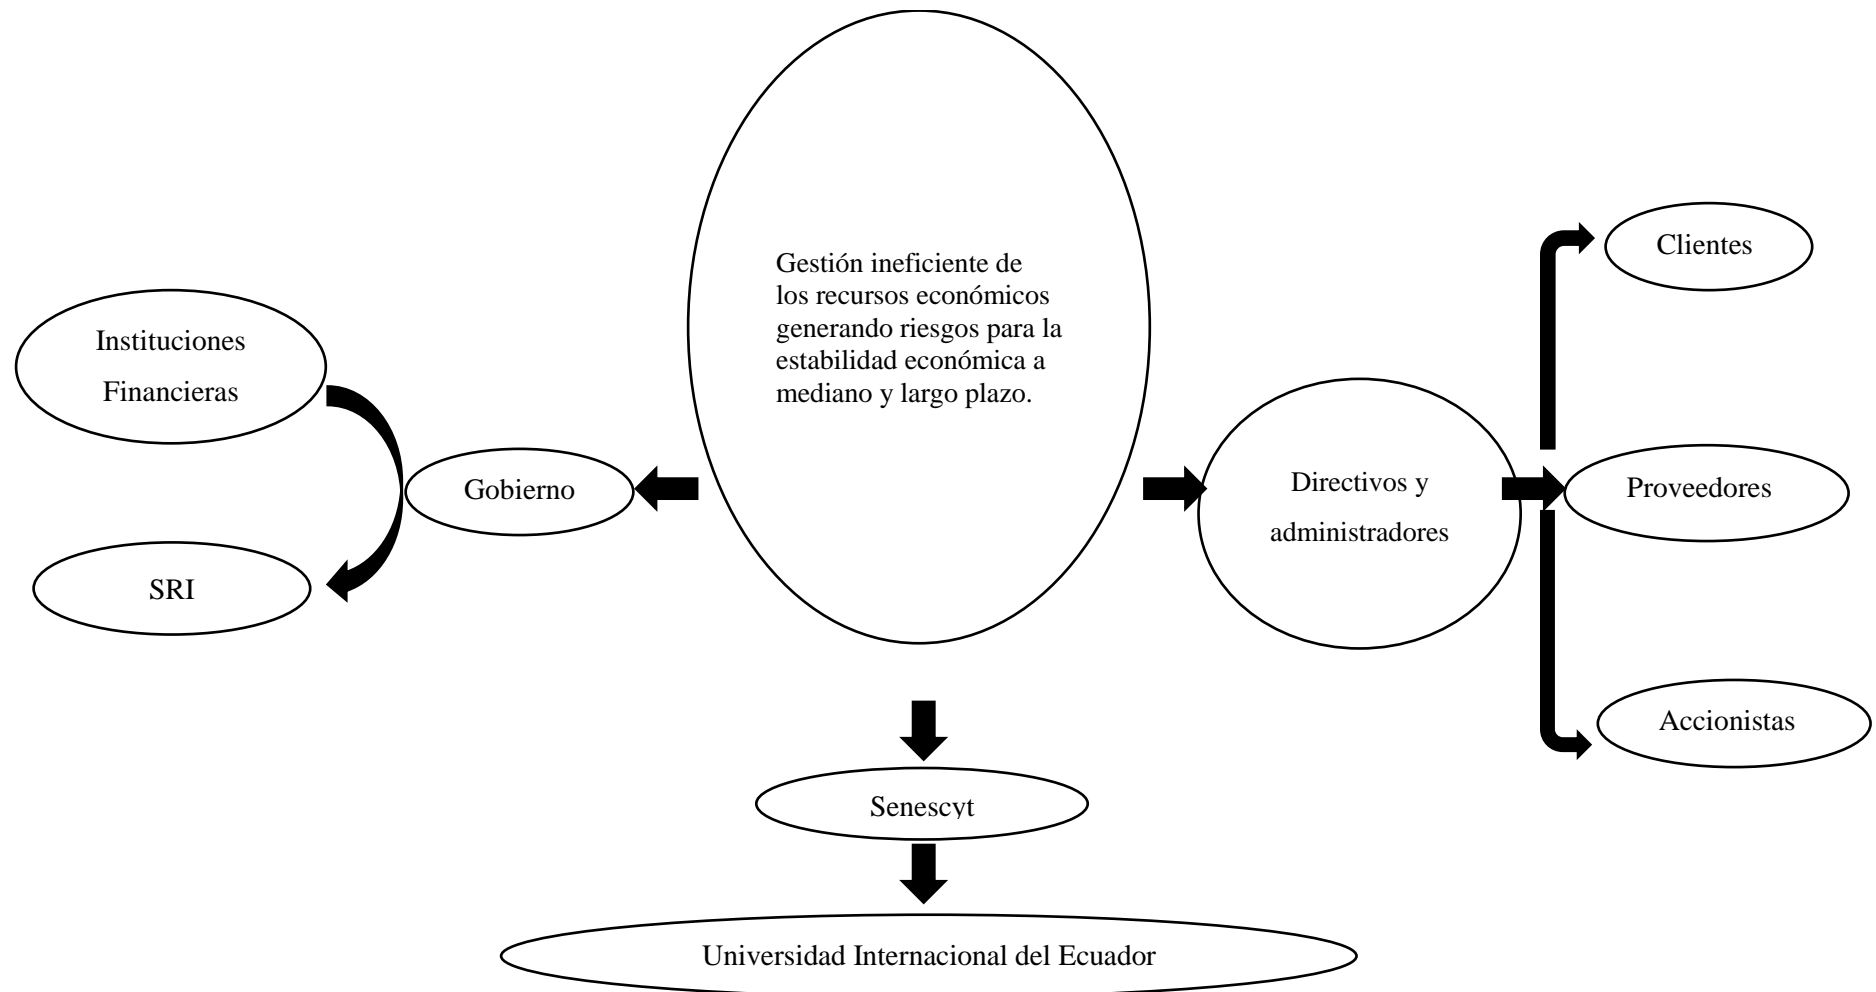 Gestión ineficiente de
los recursos económicos
generando riesgos para la
estabilidad económica a
mediano y largo plazo.
Clientes
Instituciones
Financieras
Gobierno
Directivos y
administradores
Proveedores
SRI
Accionistas
Senescyt
Universidad Internacional del Ecuador